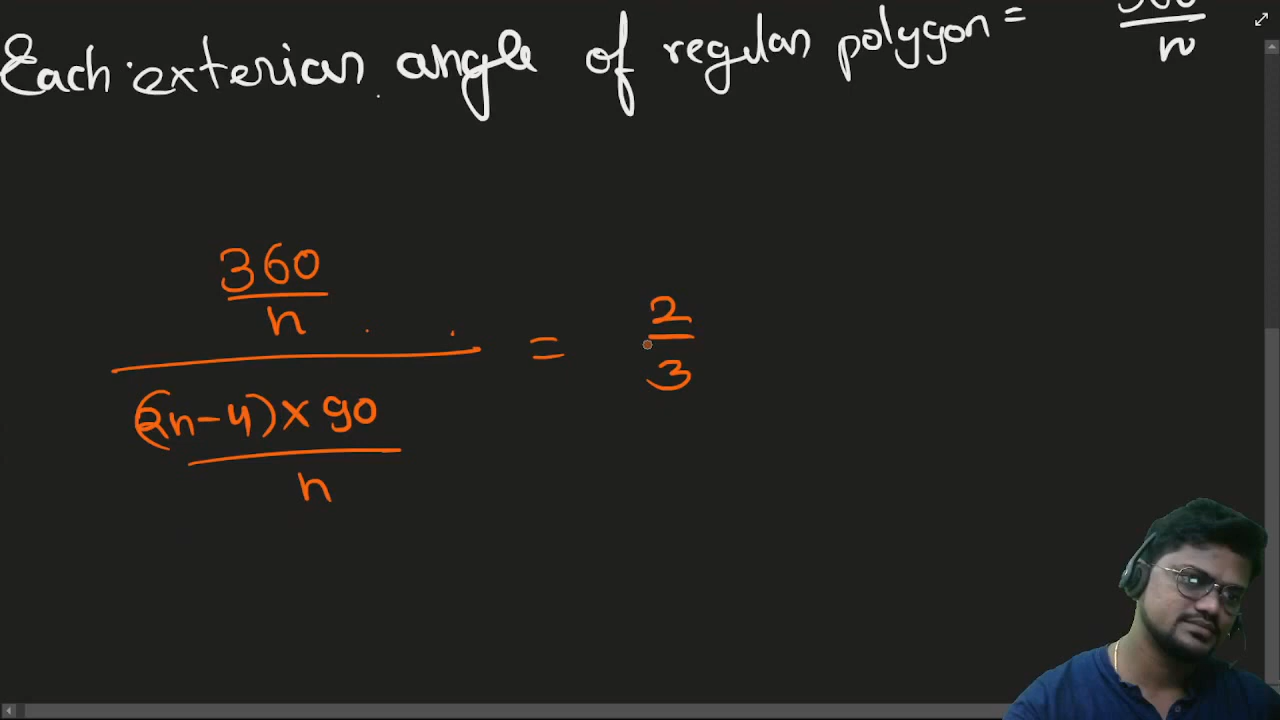 Each exterior angle of regular polygon = 360/n
360
n
(2n-4)×90
n
=
2
3